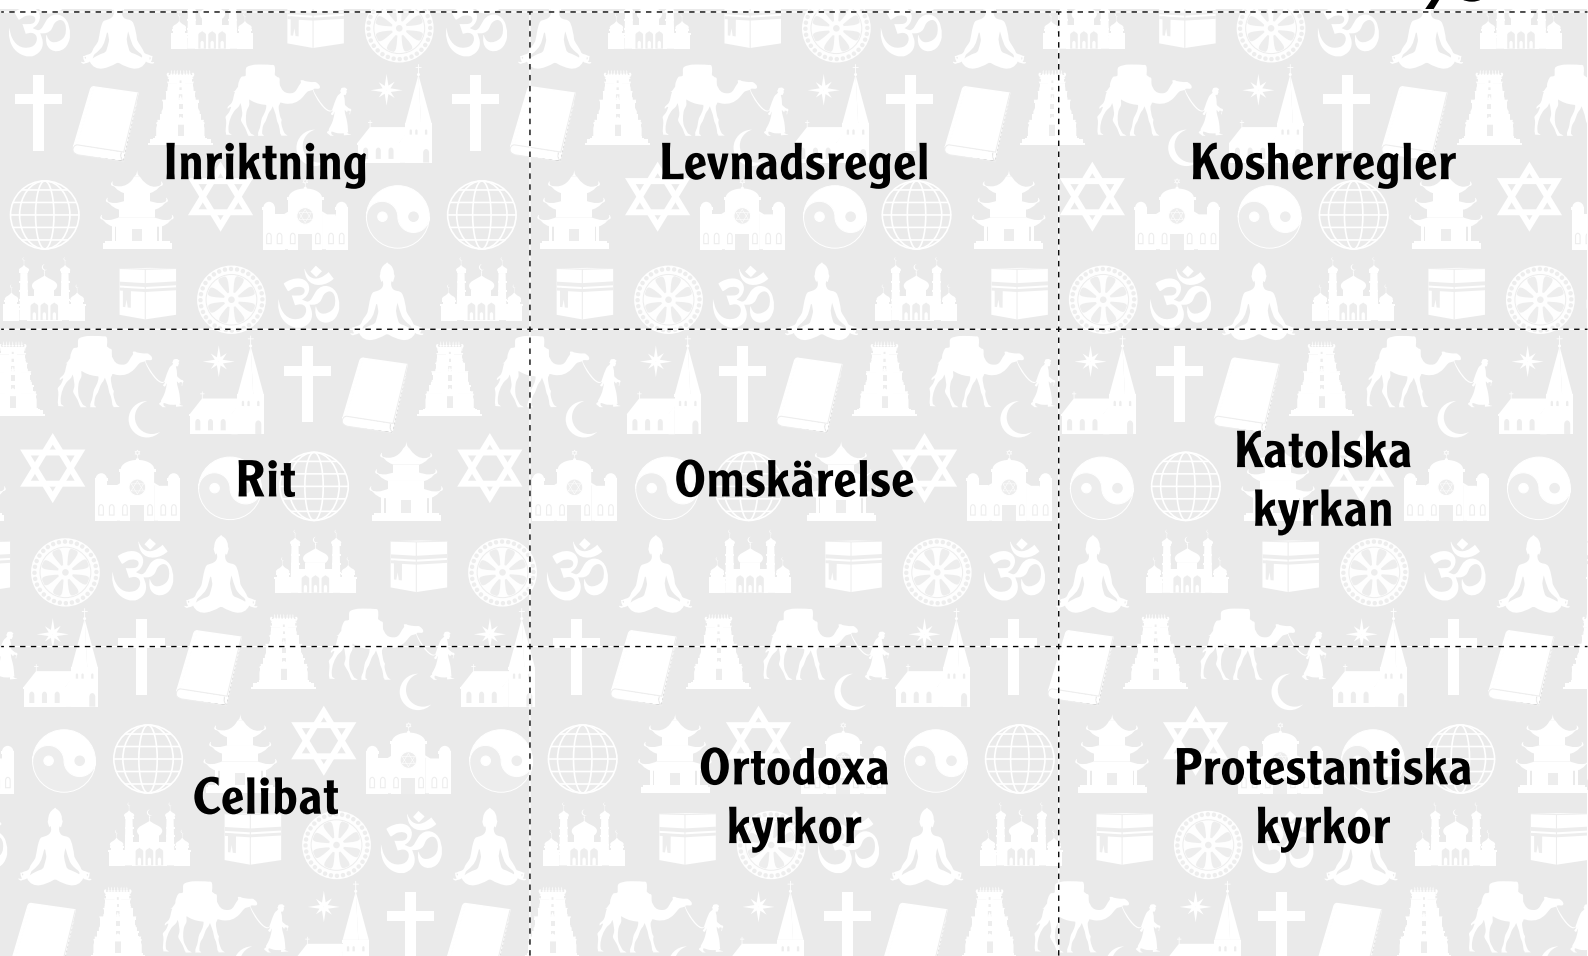 Inriktning
Levnadsregel
Kosherregler
Rit
Omskärelse
Katolska
kyrkan
Celibat
Ortodoxa
kyrkor
Protestantiska
kyrkor